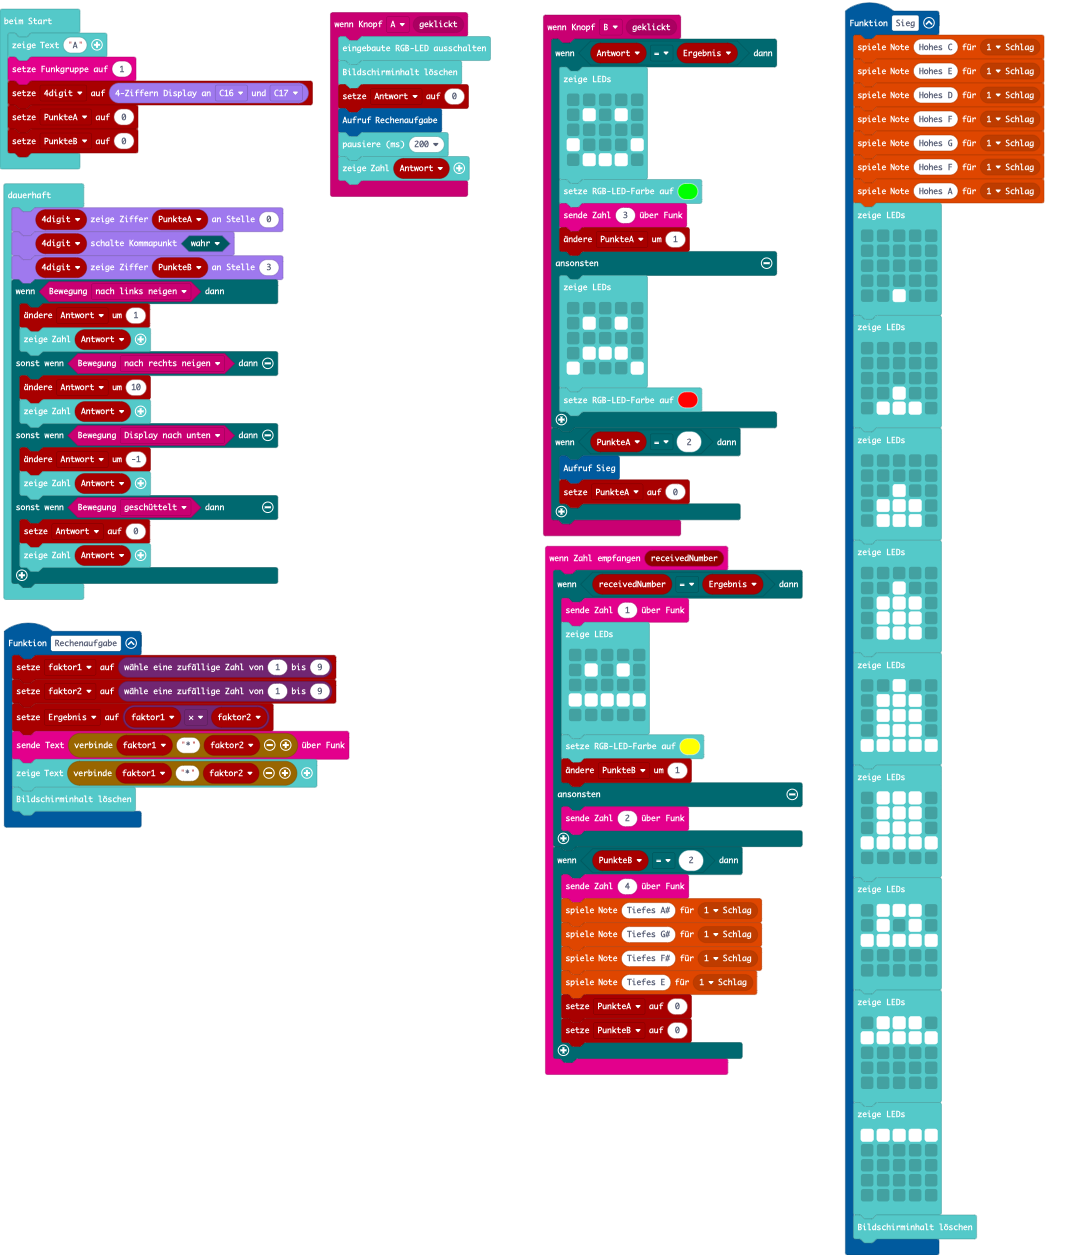 beim Start
zeige Text "A"
setze Funkgruppe auf 1
setze 4digit auf 4-Ziffern Display an C16 und C17
setze PunkteA auf 0
setze PunkteB auf 0
dauerhaft
4digit zeige Ziffer PunkteA an Stelle 0
4digit schalte Kommapunkt wahr
4digit zeige Ziffer PunkteB an Stelle 3
wenn Bewegung nach links neigen dann
ändere Antwort um 1
zeige Zahl Antwort
sonst wenn Bewegung nach rechts neigen dann
ändere Antwort um 10
zeige Zahl Antwort
sonst wenn Bewegung Display nach unten dann
ändere Antwort um -1
zeige Zahl Antwort
sonst wenn Bewegung geschüttelt dann
setze Antwort auf 0
zeige Zahl Antwort
Funktion Rechenaufgabe
setze faktor1 auf wähle eine zufällige Zahl von 1 bis 9
setze faktor2 auf wähle eine zufällige Zahl von 1 bis 9
setze Ergebnis auf faktor1 × faktor2
sende Text verbinde faktor1 "*" faktor2 über Funk
zeige Text verbinde faktor1 "*" faktor2
Bildschirminhalt löschen
wenn Knopf A geklickt
eingebaute RGB-LED ausschalten
Bildschirminhalt löschen
setze Antwort auf 0
Aufruf Rechenaufgabe
pausiere (ms) 200
zeige Zahl Antwort
wenn Knopf B geklickt
wenn Antwort = Ergebnis dann
zeige LEDs
setze RGB-LED-Farbe auf
sende Zahl 3 über Funk
ändere PunkteA um 1
ansonsten
zeige LEDs
setze RGB-LED-Farbe auf
wenn PunkteA = 2 dann
Aufruf Sieg
setze PunkteA auf 0
wenn Zahl empfangen receivedNumber
wenn receivedNumber = Ergebnis dann
sende Zahl 1 über Funk
zeige LEDs
setze RGB-LED-Farbe auf
ändere PunkteB um 1
ansonsten
sende Zahl 2 über Funk
wenn PunkteB = 2 dann
sende Zahl 4 über Funk
spiele Note Tiefes A# für 1 Schlag
spiele Note Tiefes G# für 1 Schlag
spiele Note Tiefes F# für 1 Schlag
spiele Note Tiefes E für 1 Schlag
setze PunkteA auf 0
setze PunkteB auf 0
Funktion Sieg
spiele Note Hohes C für 1 Schlag
spiele Note Hohes E für 1 Schlag
spiele Note Hohes D für 1 Schlag
spiele Note Hohes F für 1 Schlag
spiele Note Hohes G für 1 Schlag
spiele Note Hohes F für 1 Schlag
spiele Note Hohes A für 1 Schlag
zeige LEDs
zeige LEDs
zeige LEDs
zeige LEDs
zeige LEDs
zeige LEDs
zeige LEDs
zeige LEDs
zeige LEDs
Bildschirminhalt löschen